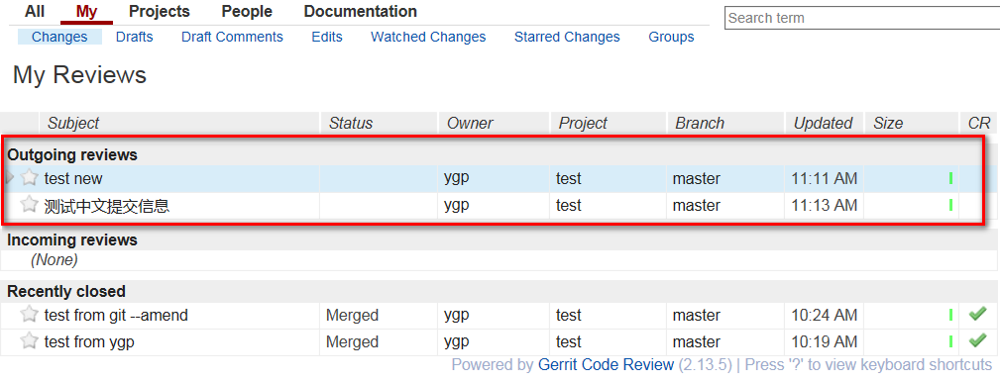 All My Projects People Documentation Search term
Changes Drafts Draft Comments Edits Watched Changes Starred Changes Groups
My Reviews
Subject Status Owner Project Branch Updated Size CR
Outgoing reviews
test new ygp test master 11:11 AM
测试中文提交信息 ygp test master 11:13 AM
Incoming reviews
(None)
Recently closed
test from git --amend Merged ygp test master 10:24 AM
test from ygp Merged ygp test master 10:19 AM
Powered by Gerrit Code Review (2.13.5) | Press '?' to view keyboard shortcuts